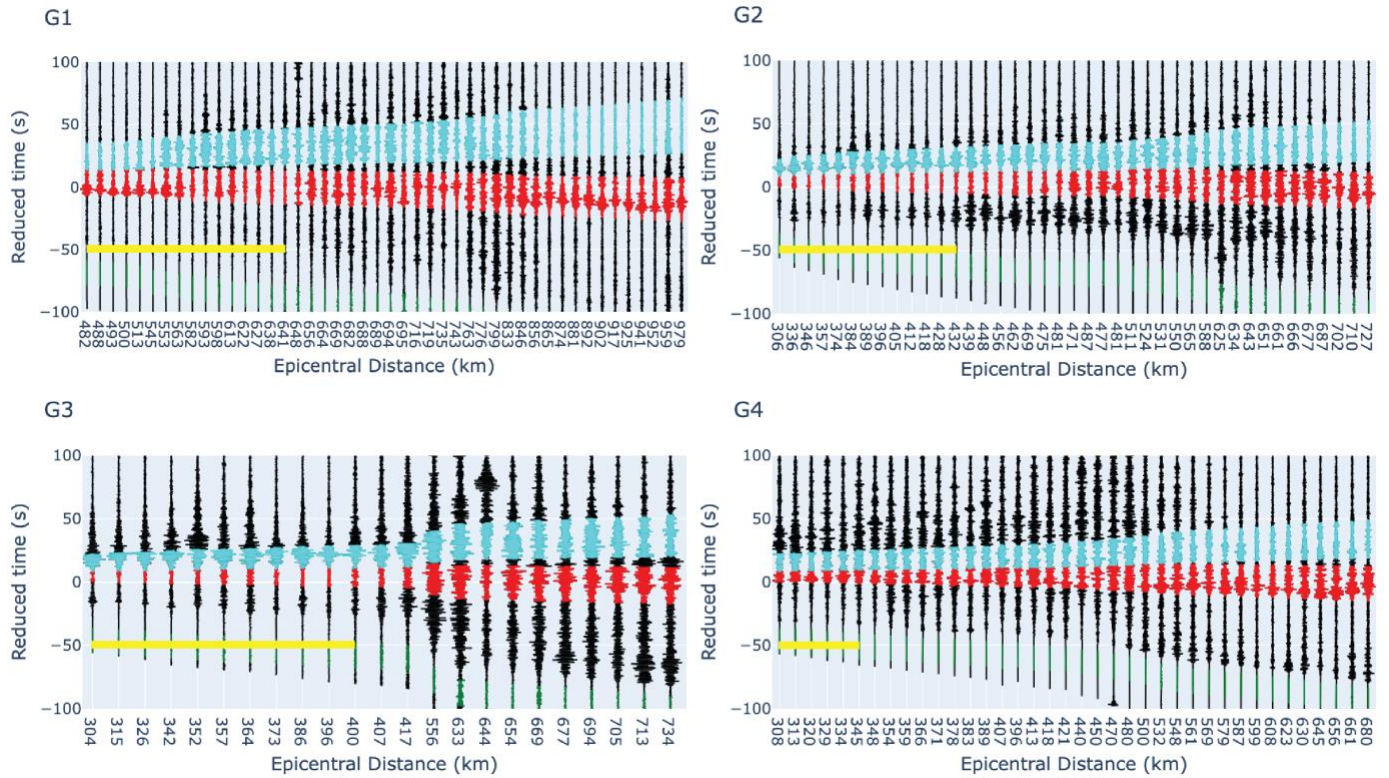 G1
100
50
0
−50
−100
Reduced time (s)
482 488 493 500 513 545 553 563 582 593 598 613 622 627 638 641 648 656 664 669 662 688 689 694 695 716 719 735 743 763 776 799 833 846 856 865 874 881 891 902 917 925 941 959 979
Epicentral Distance (km)
G2
100
50
0
−50
−100
Reduced time (s)
306 336 346 357 374 384 389 396 405 412 418 428 432 439 448 456 462 469 475 481 471 487 477 481 511 524 531 550 565 575 588 625 634 643 651 661 666 677 687 702 710 727
Epicentral Distance (km)
G3
100
50
0
−50
−100
Reduced time (s)
304 315 326 342 352 357 364 373 386 396 400 407 417 556 633 644 654 669 677 694 705 713 734
Epicentral Distance (km)
G4
100
50
0
−50
−100
Reduced time (s)
308 313 320 329 334 345 348 354 359 366 371 378 383 389 407 396 413 418 421 440 450 470 480 500 532 548 561 569 579 587 599 608 623 630 645 656 661 680
Epicentral Distance (km)